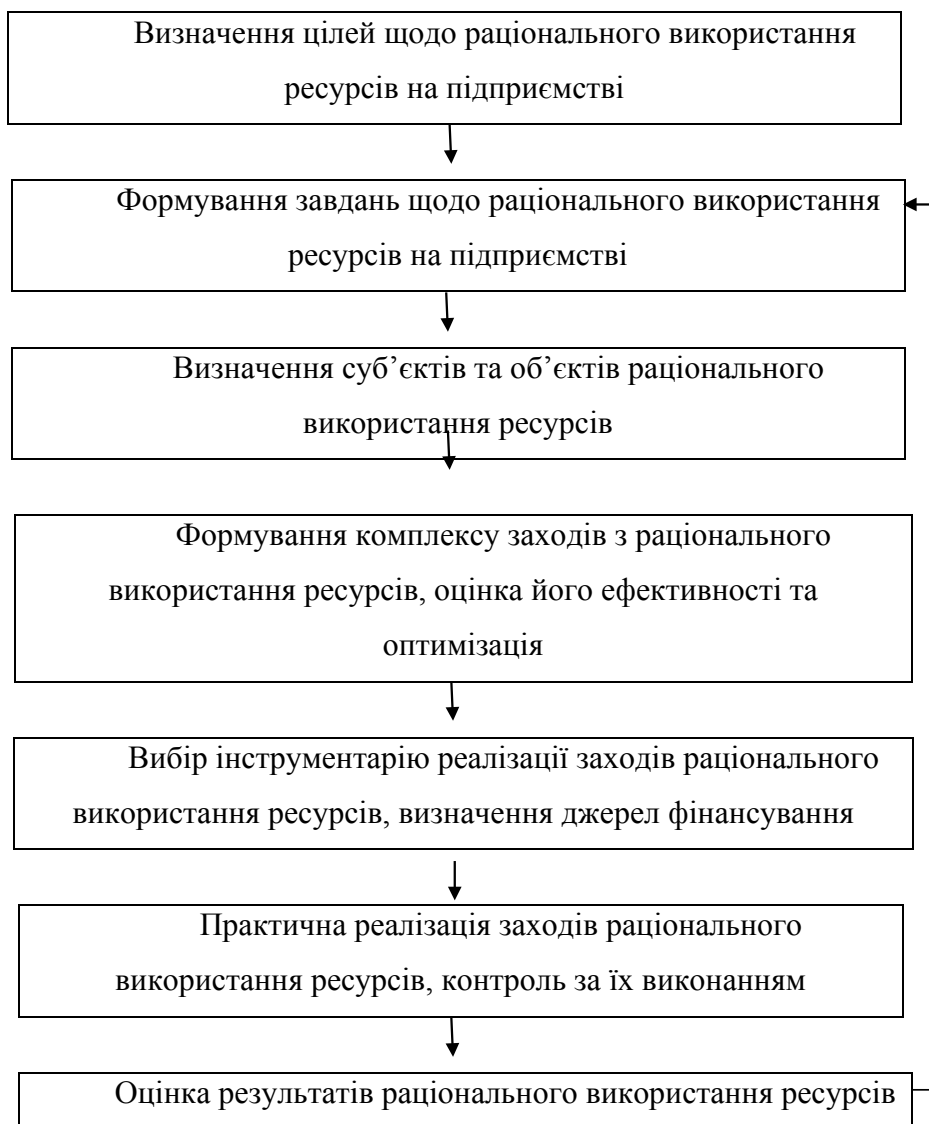 Визначення цілей щодо раціонального використання
ресурсів на підприємстві
Формування завдань щодо раціонального використання
ресурсів на підприємстві
Визначення суб’єктів та об’єктів раціонального
використання ресурсів
Формування комплексу заходів з раціонального
використання ресурсів, оцінка його ефективності та
оптимізація
Вибір інструментарію реалізації заходів раціонального
використання ресурсів, визначення джерел фінансування
Практична реалізація заходів раціонального
використання ресурсів, контроль за їх виконанням
Оцінка результатів раціонального використання ресурсів